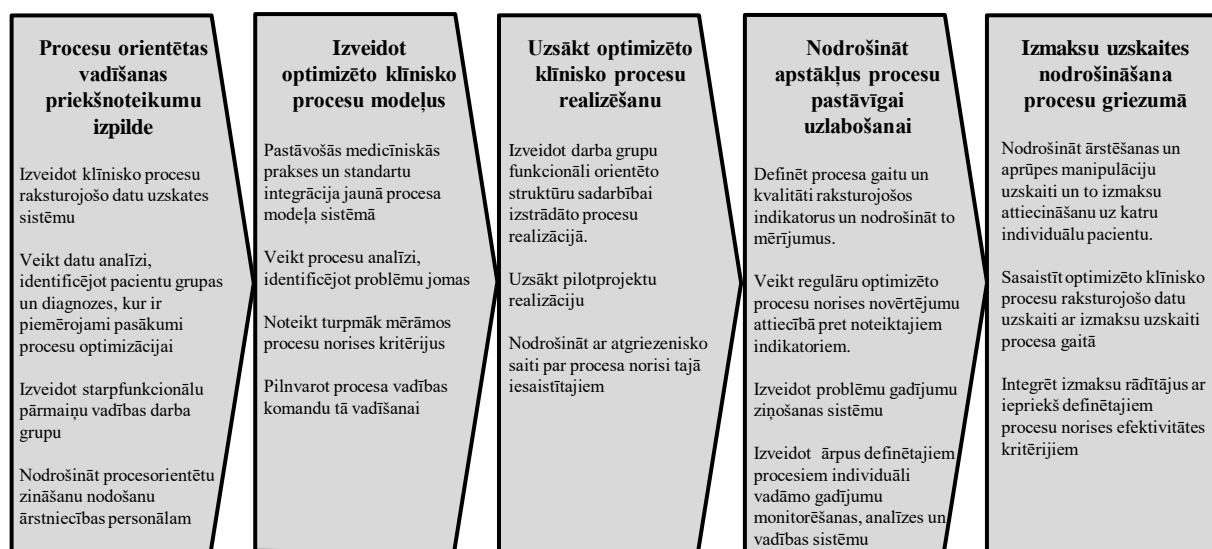 Procesu orientētas
vadīšanas
priekšnoteikumu
izpilde
Izveidot klīnisko procesu
raksturojošo datu uzskates
sistēmu
Veikt datu analīzi,
identificējot pacientu grupas
un diagnozes, kur ir
piemērojami pasākumi
procesu optimizācijai
Izveidot starpfunkcionālu
pārmaiņu vadības darba
grupu
Nodrošināt procesorientētu
zināšanu nodošanu
ārstniecības personālam
Izveidot
optimizēto klīnisko
procesu modeļus
Pastāvošās medicīniskās
prakses un standartu
integrācija jaunā procesa
modeļa sistēmā
Veikt procesu analīzi,
identificējot problēmu jomas
Noteikt turpmāk mērāmos
procesu norises kritērijus
Pilnvarot procesa vadības
komandu tā vadīšanai
Uzsākt optimizēto
klīnisko procesu
realizēšanu
Izveidot darba grupu
funkcionāli orientēto
struktūru sadarbībai
izstrādāto procesu
realizācijā.
Uzsākt pilotprojektu
realizāciju
Nodrošināt ar atgriezenisko
saiti par procesa norisi tajā
iesaistītajiem
Nodrošināt
apstākļus procesu
pastāvīgai
uzlabošanai
Definēt procesa gaitu un
kvalitāti raksturojošos
indikatorus un nodrošināt to
mērījumus.
Veikt regulāru optimizēto
procesu norises novērtējumu
attiecībā pret noteiktajiem
indikatoriem.
Izveidot problēmu gadījumu
ziņošanas sistēmu
Izveidot ārpus definētajiem
procesiem individuāli
vadāmo gadījumu
monitorēšanas, analīzes un
vadības sistēmu
Izmaksu uzskaites
nodrošināšana
procesu griezumā
Nodrošināt ārstēšanas un
aprūpes manipulāciju
uzskaiti un to izmaksu
attiecināšanu uz katru
individuālu pacientu.
Sasaistīt optimizēto klīnisko
procesu raksturojošo datu
uzskaiti ar izmaksu uzskaiti
procesa gaitā
Integrēt izmaksu rādītājus ar
iepriekš definētajiem
procesu norises efektivitātes
kritērijiem